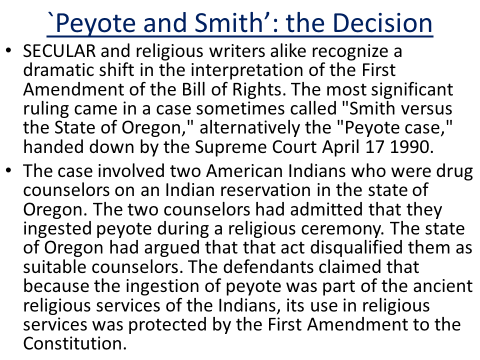 `Peyote and Smith’: the Decision
• SECULAR and religious writers alike recognize a
dramatic shift in the interpretation of the First
Amendment of the Bill of Rights. The most significant
ruling came in a case sometimes called "Smith versus
the State of Oregon," alternatively the "Peyote case,"
handed down by the Supreme Court April 17 1990.
• The case involved two American Indians who were drug
counselors on an Indian reservation in the state of
Oregon. The two counselors had admitted that they
ingested peyote during a religious ceremony. The state
of Oregon had argued that that act disqualified them as
suitable counselors. The defendants claimed that
because the ingestion of peyote was part of the ancient
religious services of the Indians, its use in religious
services was protected by the First Amendment to the
Constitution.